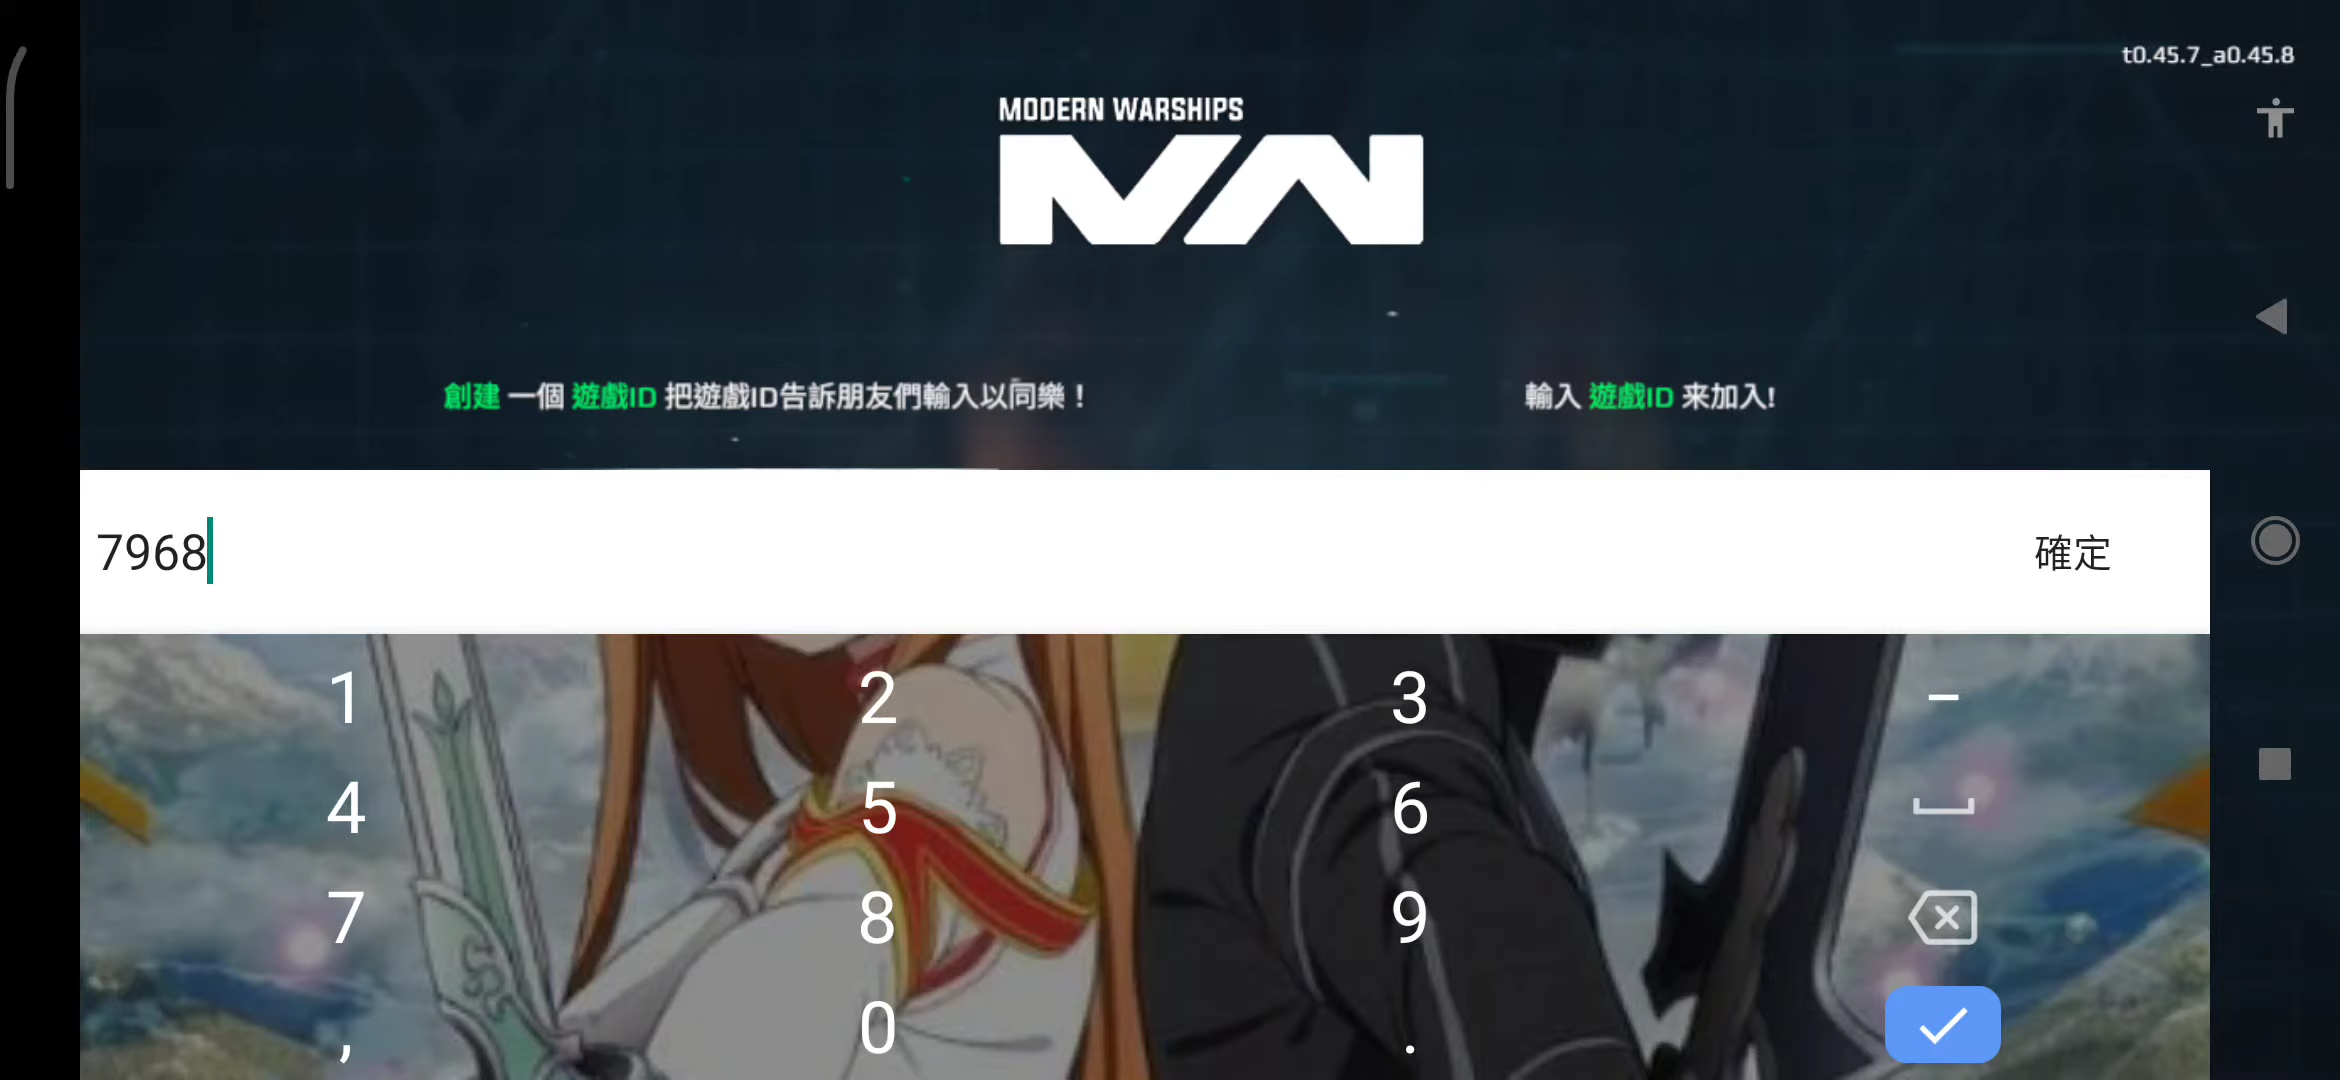 t0.45.7_a0.45.8
MODERN WARSHIPS
MW
創建 一個 遊戲ID 把遊戲ID告訴朋友們輸入以同樂！
輸入 遊戲ID 来加入!
7968
確定
1 2 3 –
4 5 6
7 8 9
, 0 .